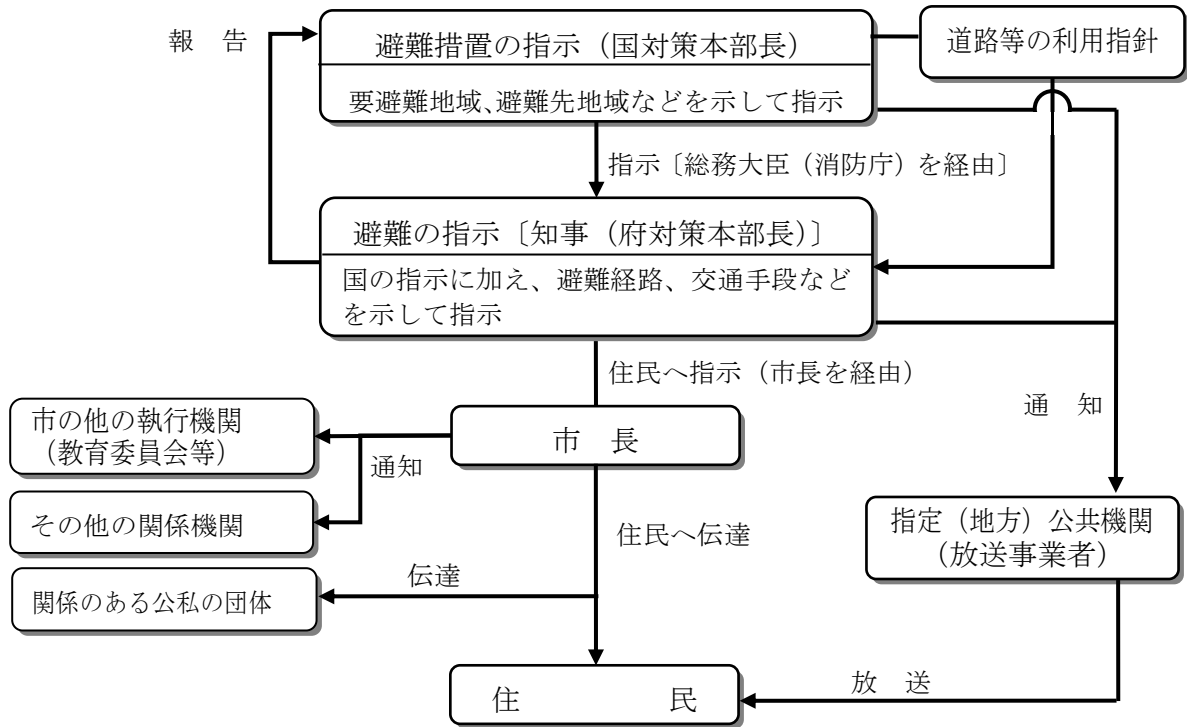 報　告
避難措置の指示（国対策本部長）
要避難地域、避難先地域などを示して指示
道路等の利用指針
指示〔総務大臣（消防庁）を経由〕
避難の指示〔知事（府対策本部長）〕
国の指示に加え、避難経路、交通手段など
を示して指示
住民へ指示（市長を経由）
通　知
市の他の執行機関
（教育委員会等）
市　長
通知
その他の関係機関
住民へ伝達
指定（地方）公共機関
（放送事業者）
伝達
関係のある公私の団体
住　　　　民
放　送